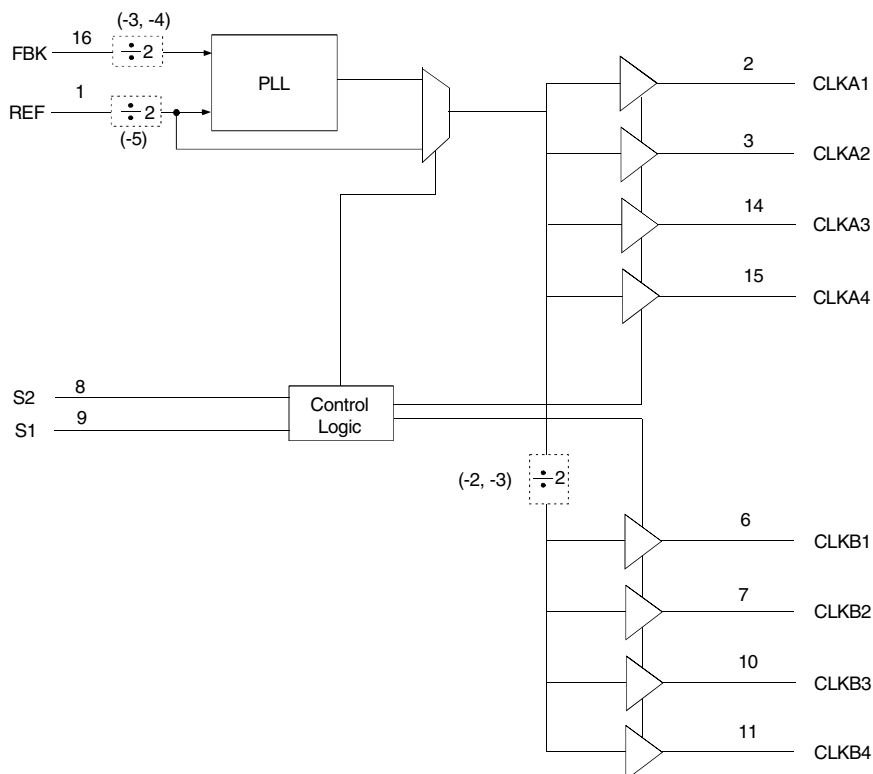 (-3, -4)
FBK 16 ÷2
PLL
REF 1 ÷2
(-5)
2 CLKA1
3 CLKA2
14 CLKA3
15 CLKA4
S2 8
S1 9
Control
Logic
(-2, -3) ÷2
6 CLKB1
7 CLKB2
10 CLKB3
11 CLKB4